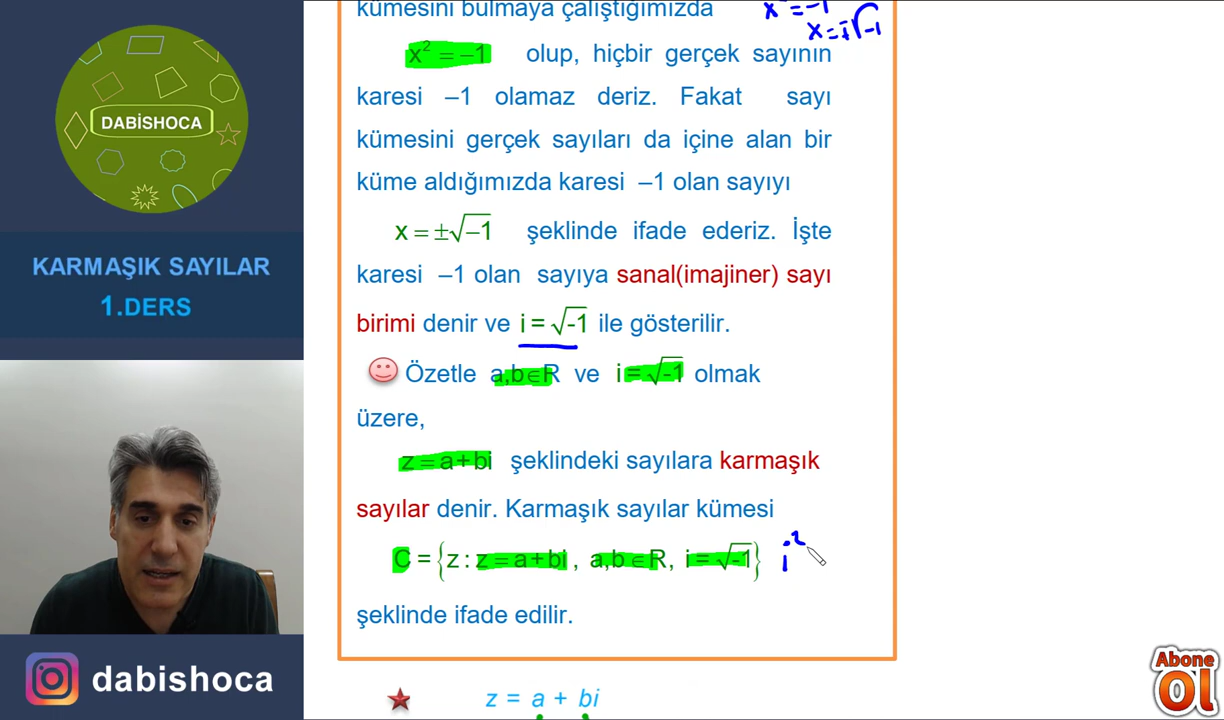 DABİSHOCA
KARMAŞIK SAYILAR
1.DERS
dabishoca
kümesini bulmaya çalıştığımızda
x = ∓√-1
x² = –1 olup, hiçbir gerçek sayının
karesi –1 olamaz deriz. Fakat sayı
kümesini gerçek sayıları da içine alan bir
küme aldığımızda karesi –1 olan sayıyı
x = ±√–1 şeklinde ifade ederiz. İşte
karesi –1 olan sayıya sanal(imajiner) sayı
birimi denir ve i = √-1 ile gösterilir.
Özetle a,b∈R ve i = √-1 olmak
üzere,
z = a+bi şeklindeki sayılara karmaşık
sayılar denir. Karmaşık sayılar kümesi
C = {z : z = a+bi , a,b∈R, i = √-1} i²
şeklinde ifade edilir.
z = a + bi
Abone
Ol